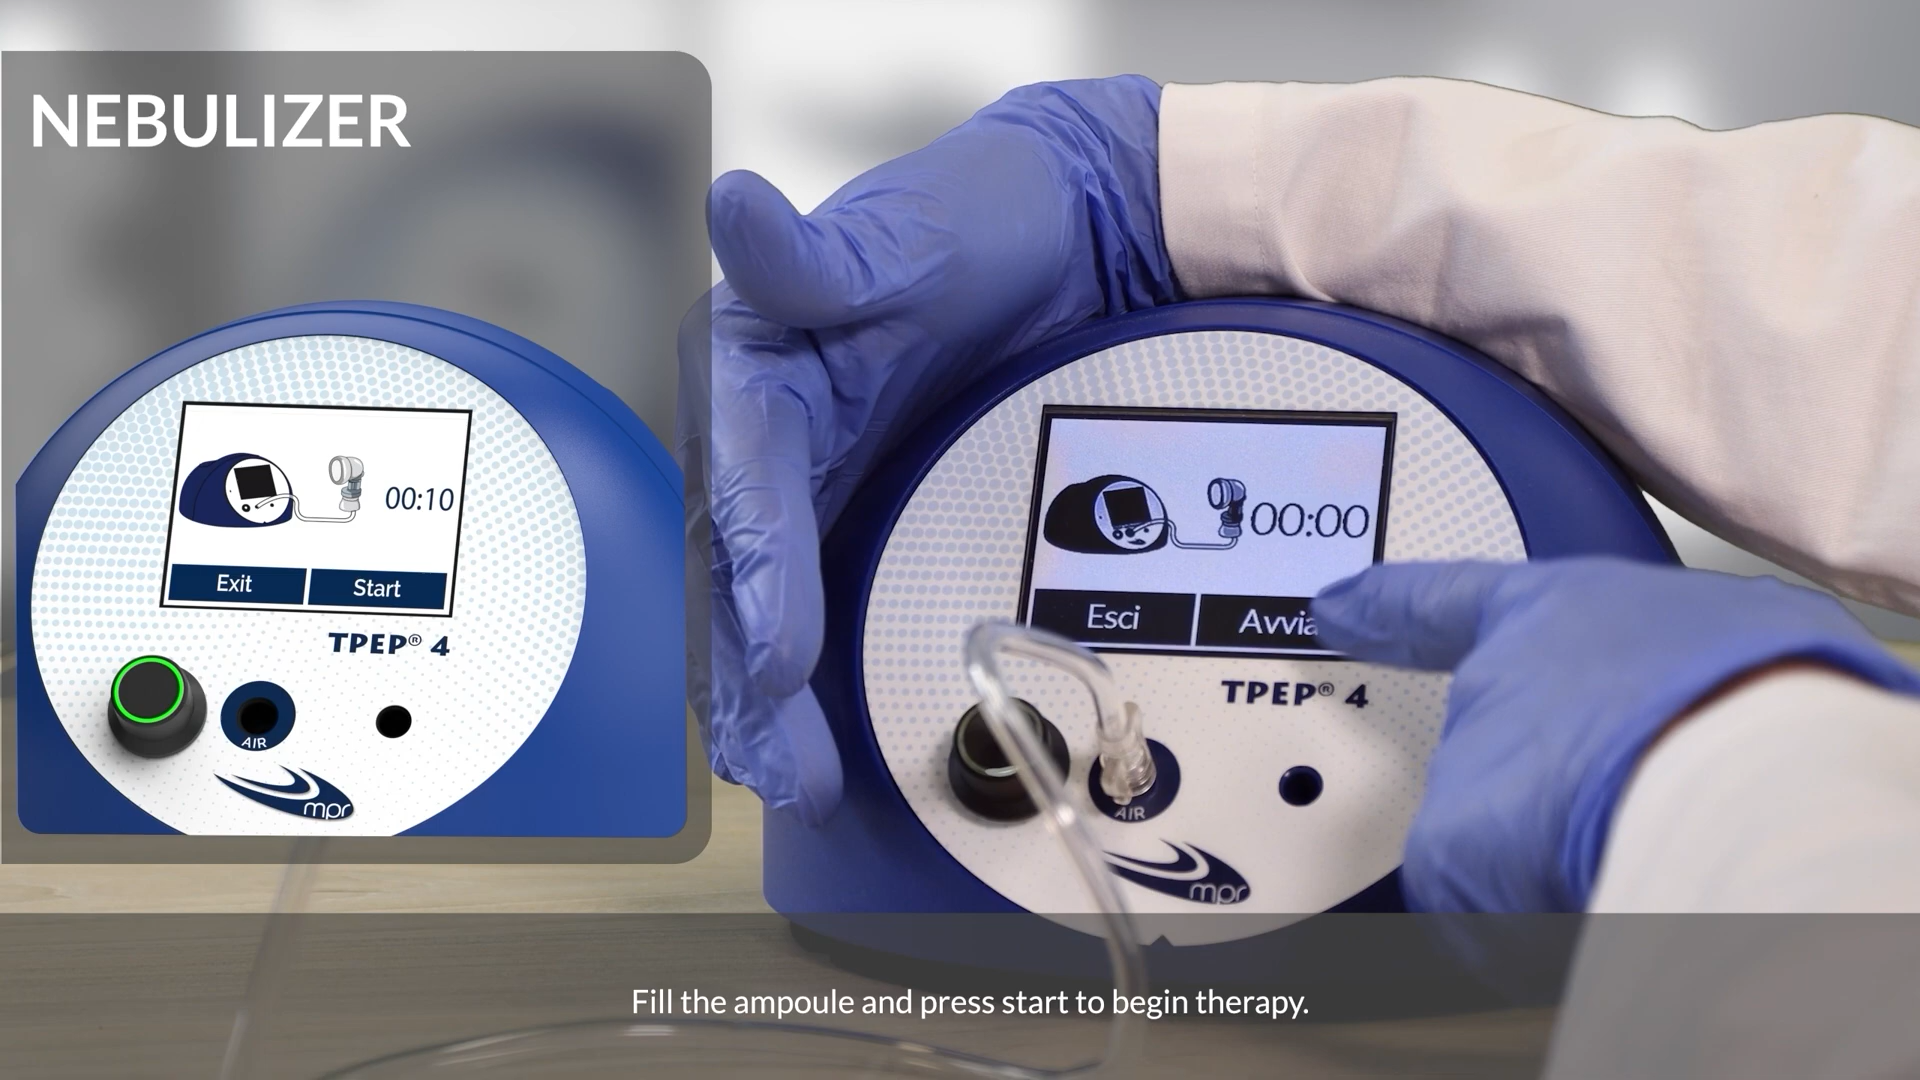 NEBULIZER
00:10
Exit
Start
TPEP® 4
AIR
mpr
00:00
Esci
Avvia
TPEP® 4
AIR
mpr
Fill the ampoule and press start to begin therapy.